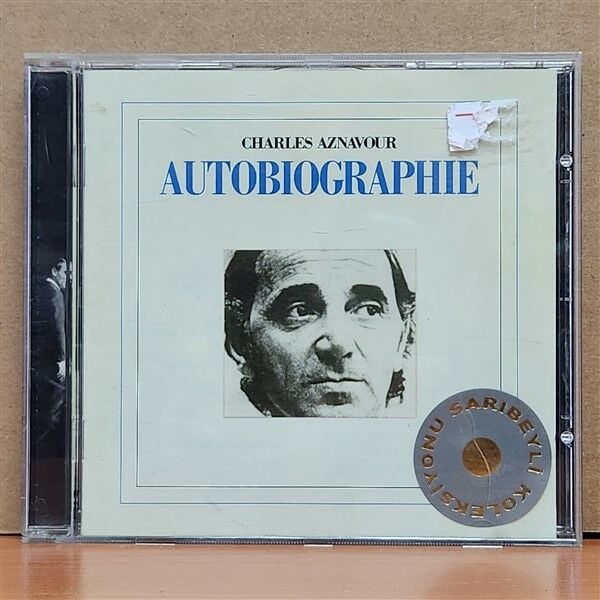 CHARLES AZNAVOUR
AUTOBIOGRAPHIE
SARIBEYLİ KOLEKSİYONU